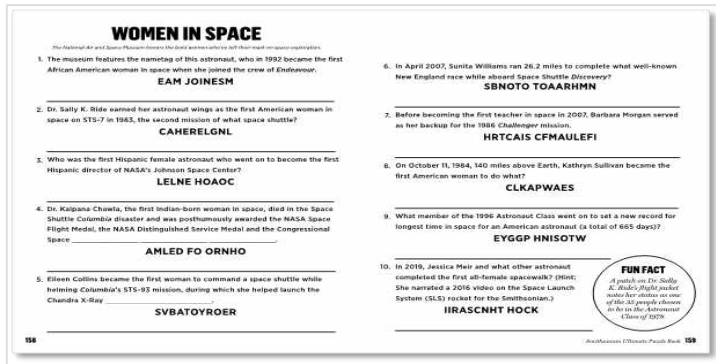 WOMEN IN SPACE
The National Air and Space Museum honors the bold women who've left their mark on space exploration.
1. The museum features the nametag of this astronaut, who in 1992 became the first
African American woman in space when she joined the crew of Endeavour.
EAM JOINESM
2. Dr. Sally K. Ride earned her astronaut wings as the first American woman in
space on STS-7 in 1983, the second mission of what space shuttle?
CAHERELGNL
3. Who was the first Hispanic female astronaut who went on to become the first
Hispanic director of NASA's Johnson Space Center?
LELNE HOAOC
4. Dr. Kalpana Chawla, the first Indian-born woman in space, died in the Space
Shuttle Columbia disaster and was posthumously awarded the NASA Space
Flight Medal, the NASA Distinguished Service Medal and the Congressional
Space ____________________.
AMLED FO ORNHO
5. Eileen Collins became the first woman to command a space shuttle while
helming Columbia's STS-93 mission, during which she helped launch the
Chandra X-Ray ____________________.
SVBATOYROER
158
6. In April 2007, Sunita Williams ran 26.2 miles to complete what well-known
New England race while aboard Space Shuttle Discovery?
SBNOTO TOAARHMN
7. Before becoming the first teacher in space in 2007, Barbara Morgan served
as her backup for the 1986 Challenger mission.
HRTCAIS CFMAULEFI
8. On October 11, 1984, 140 miles above Earth, Kathryn Sullivan became the
first American woman to do what?
CLKAPWAES
9. What member of the 1996 Astronaut Class went on to set a new record for
longest time in space for an American astronaut (a total of 665 days)?
EYGGP HNISOTW
10. In 2019, Jessica Meir and what other astronaut
completed the first all-female spacewalk? (Hint:
She narrated a 2016 video on the Space Launch
System (SLS) rocket for the Smithsonian.)
IIRASCNHT HOCK
FUN FACT
A patch on Dr. Sally
K. Ride's flight jacket
notes her status as one
of the 35 people chosen
to be in the Astronaut
Class of 1978
Smithsonian Ultimate Puzzle Book 159